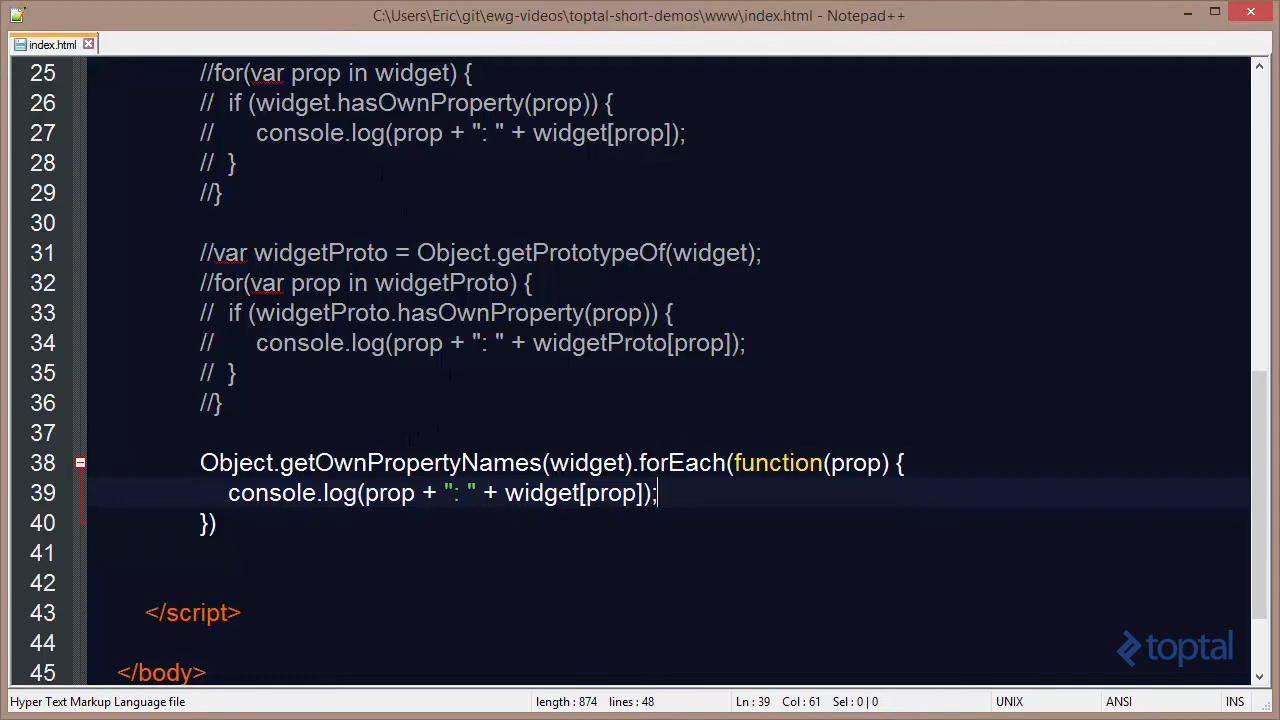 C:\Users\Eric.git\ewg-videos\toptal-short-demos\www\index.html - Notepad++
index.html
25 //for(var prop in widget) {
26 // if (widget.hasOwnProperty(prop)) {
27 // console.log(prop + ": " + widget[prop]);
28 // }
29 //}
30
31 //var widgetProto = Object.getPrototypeOf(widget);
32 //for(var prop in widgetProto) {
33 // if (widgetProto.hasOwnProperty(prop)) {
34 // console.log(prop + ": " + widgetProto[prop]);
35 // }
36 //}
37
38 Object.getOwnPropertyNames(widget).forEach(function(prop) {
39 console.log(prop + ": " + widget[prop]);
40 })
41
42
43 </script>
44
45 </body>
toptal
Hyper Text Markup Language file length : 874 lines : 48 Ln : 39 Col : 61 Sel : 0 | 0 UNIX ANSI INS